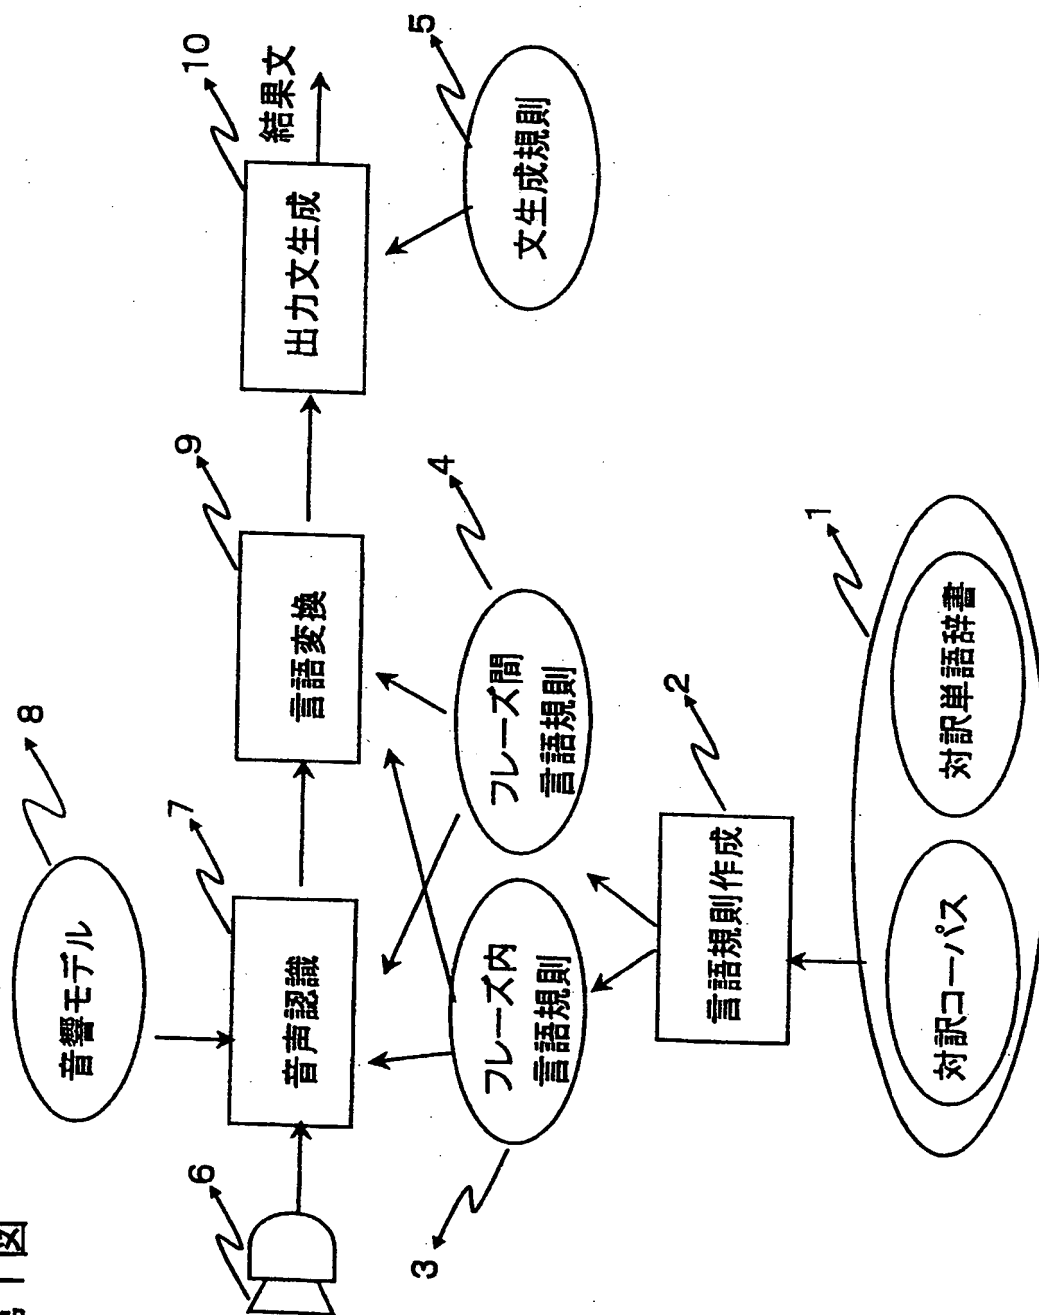 第1図
音響モデル
8
6
7
音声認識
9
言語変換
10
出力文生成
結果文
5
文生成規則
3
フレーズ内
言語規則
4
フレーズ間
言語規則
2
言語規則作成
1
対訳コーパス
対訳単語辞書